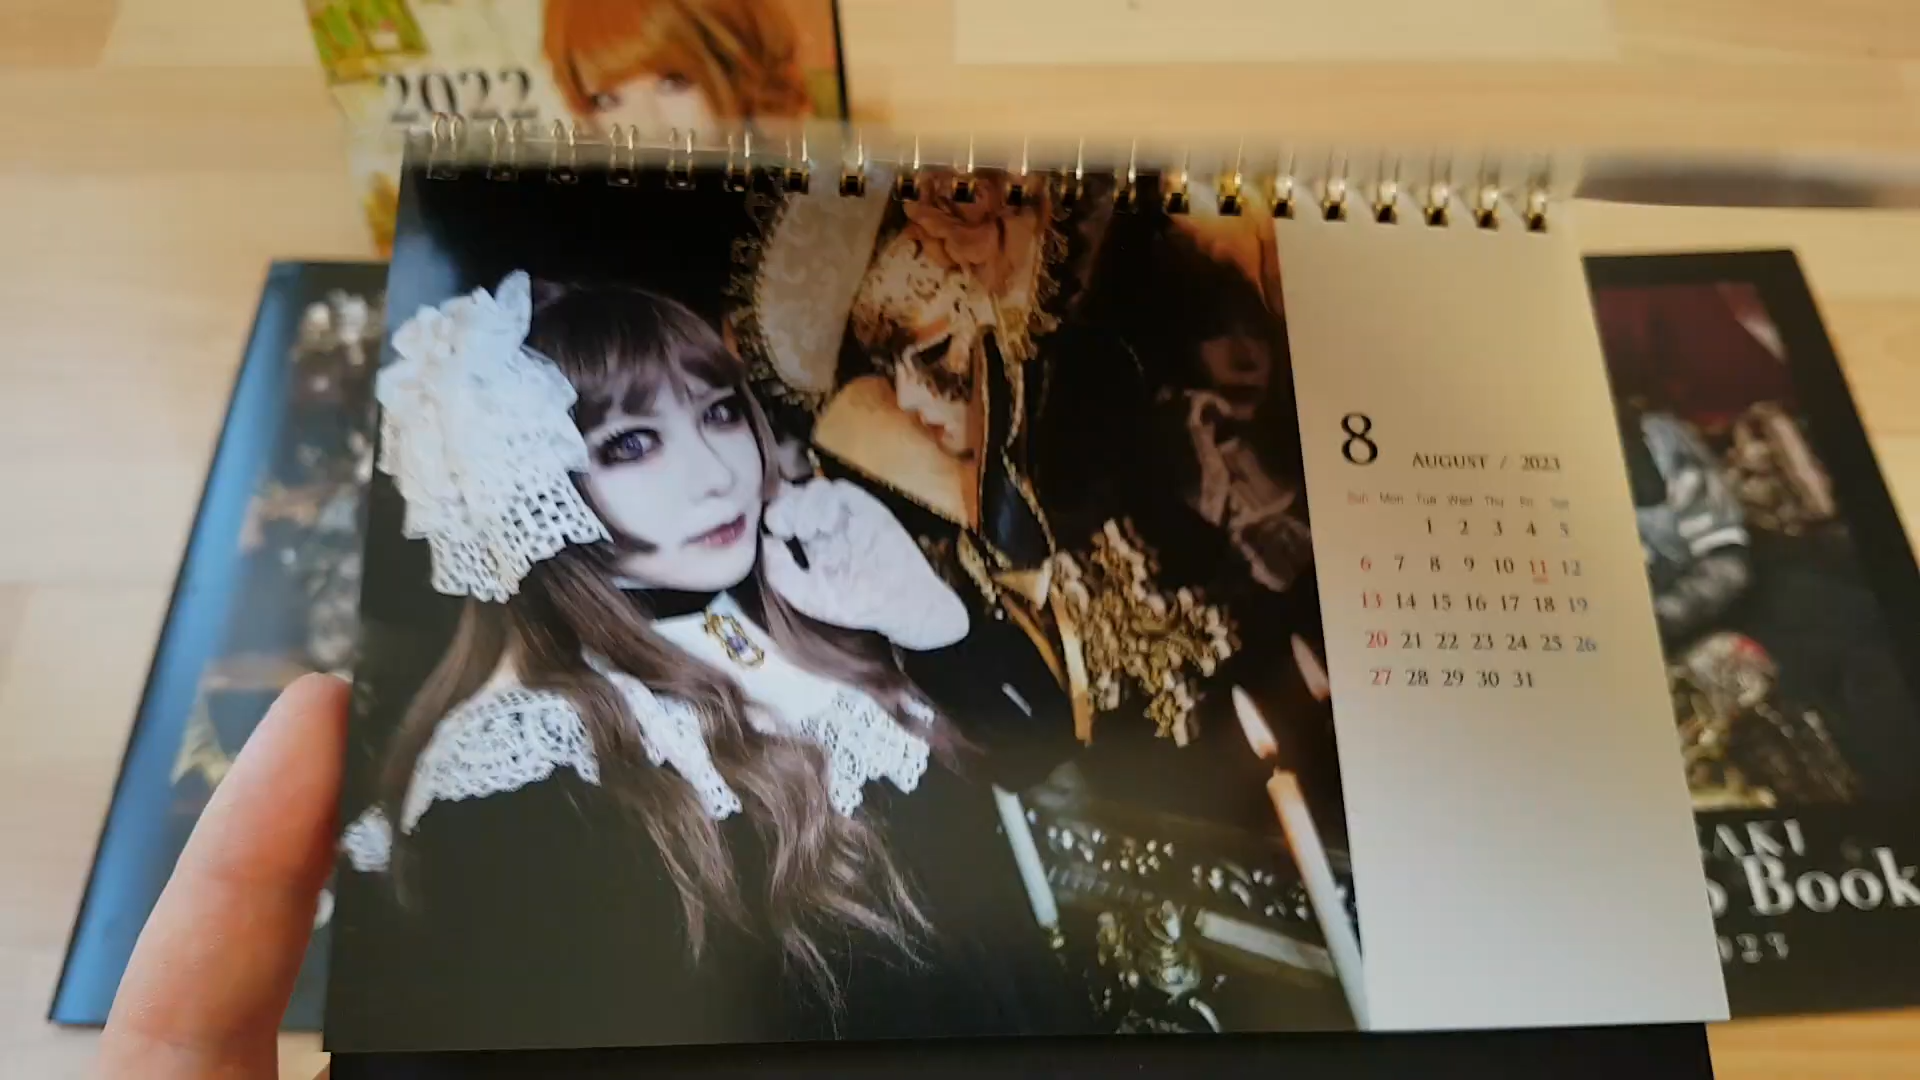 2022
8 AUGUST / 2023
Sun Mon Tue Wed Thu Fri Sat
1 2 3 4 5
6 7 8 9 10 11 12
13 14 15 16 17 18 19
20 21 22 23 24 25 26
27 28 29 30 31
AKI
Book